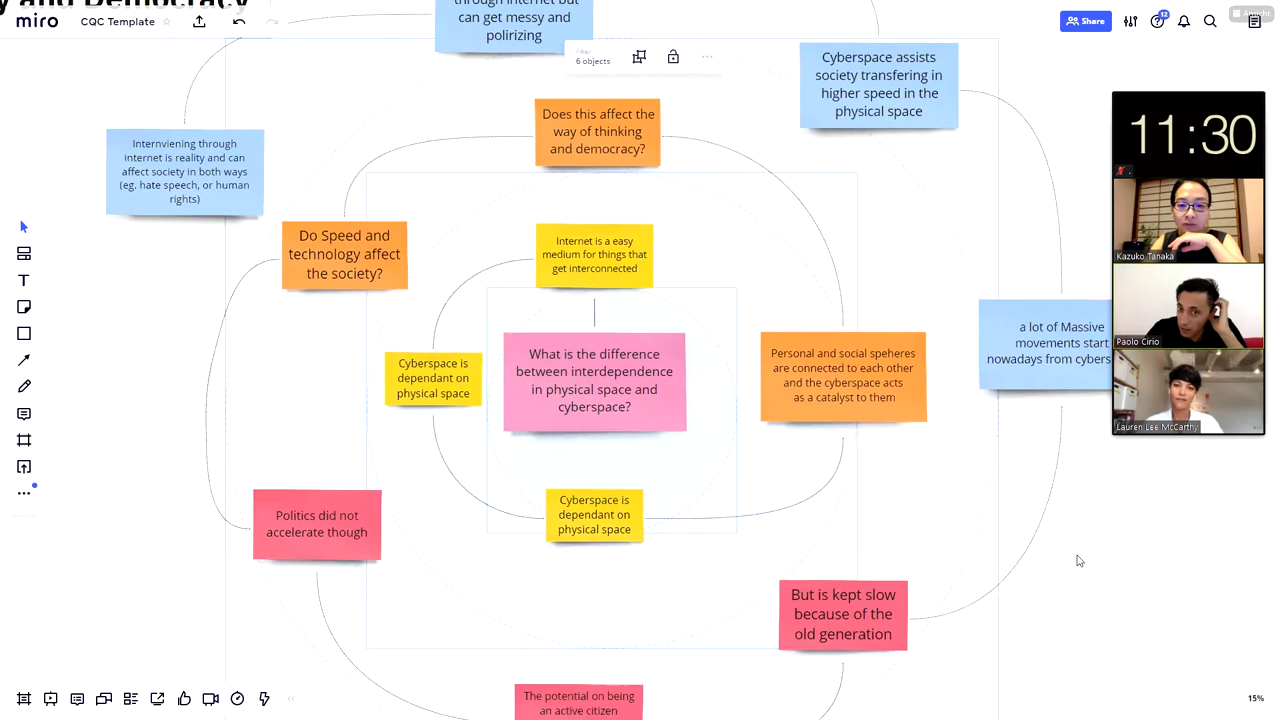 y and Democracy
miro
CQC Template
Share
12
Ansicht
through internet but
can get messy and
polirizing
Filter
6 objects
Cyberspace assists
society transfering in
higher speed in the
physical space
Does this affect the
way of thinking
and democracy?
11:30
Internviening through
internet is reality and can
affect society in both ways
(eg. hate speech, or human
rights)
Do Speed and
technology affect
the society?
Internet is a easy
medium for things that
get interconnected
Kazuko Tanaka
What is the difference
between interdependence
in physical space and
cyberspace?
Cyberspace is
dependant on
physical space
Personal and social speheres
are connected to each other
and the cyberspace acts
as a catalyst to them
a lot of Massive
movements start
nowadays from cybers
Paolo Cirio
Lauren Lee McCarthy
Politics did not
accelerate though
Cyberspace is
dependant on
physical space
But is kept slow
because of the
old generation
The potential on being
an active citizen
15%